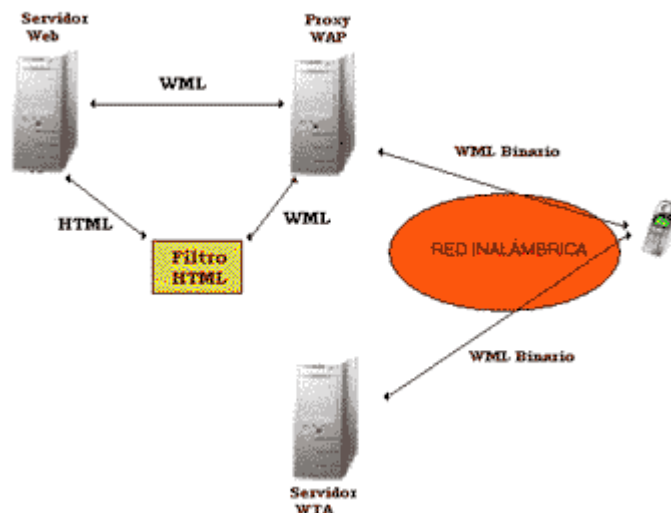 Servidor
Web
Proxy
WAP
WML
WML Binario
HTML
WML
Filtro
HTML
RED INALÁMBRICA
WML Binario
Servidor
WTA